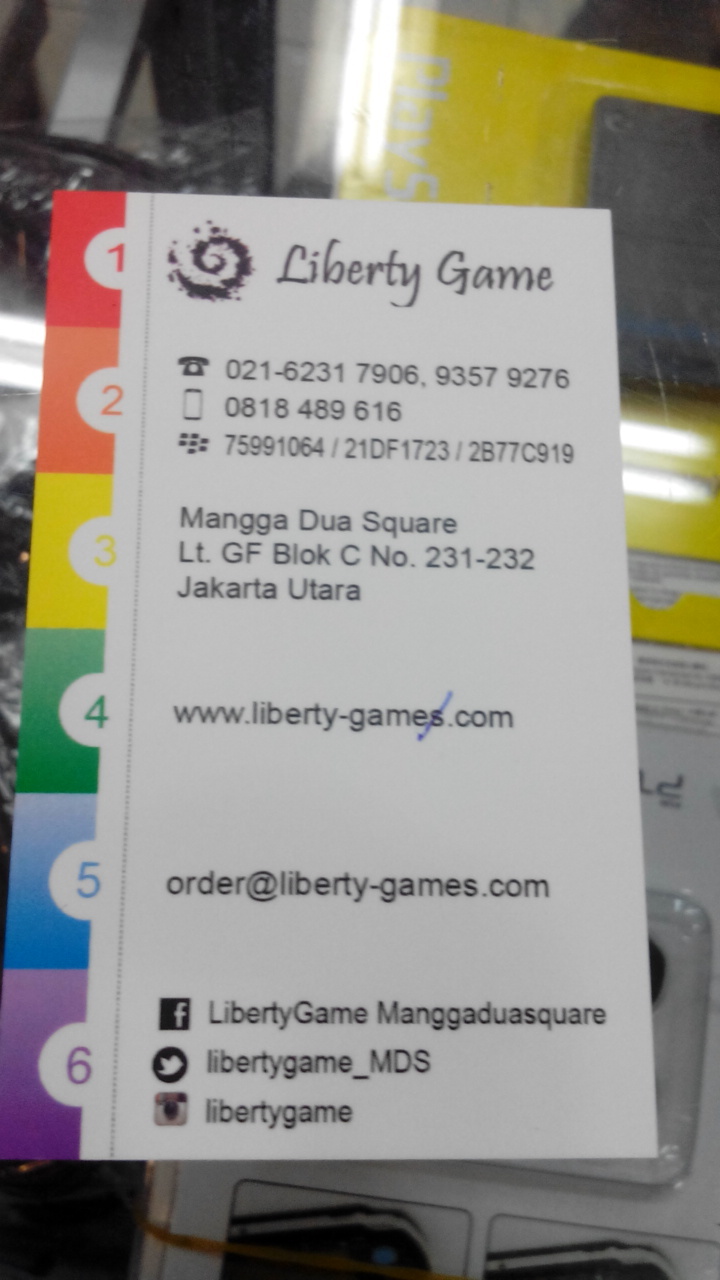 PlayS
1
Liberty Game
021-6231 7906, 9357 9276
2
0818 489 616
75991064 / 21DF1723 / 2B77C919
3
Mangga Dua Square
Lt. GF Blok C No. 231-232
Jakarta Utara
4
www.liberty-games.com
5
order@liberty-games.com
6
LibertyGame Manggaduasquare
libertygame_MDS
libertygame